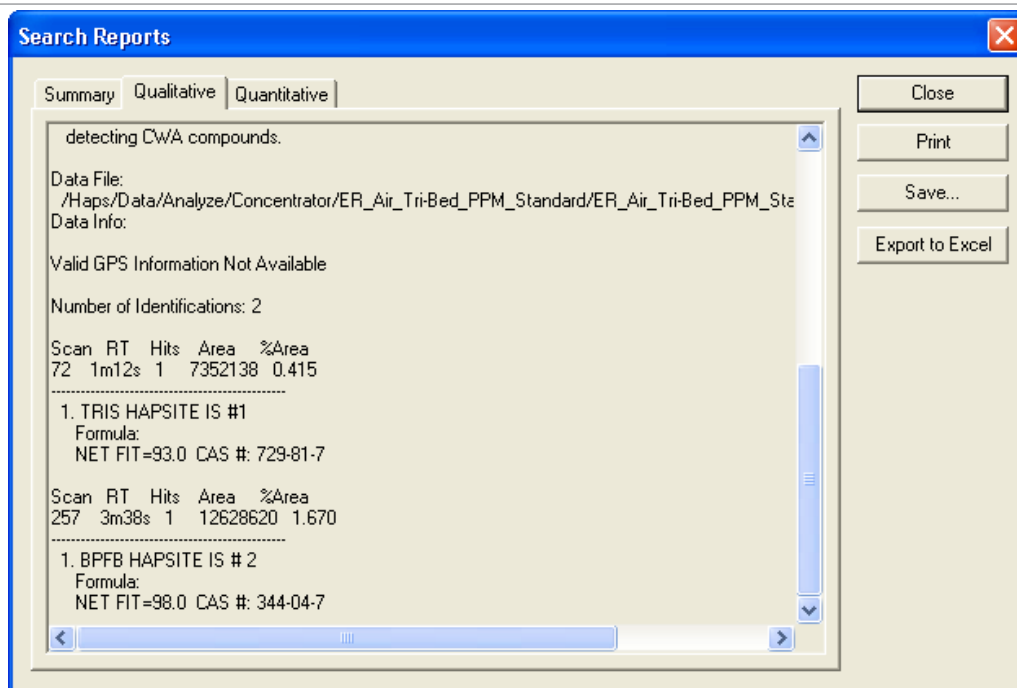 Search Reports
Summary Qualitative Quantitative
Close
Print
Save...
Export to Excel
detecting CWA compounds.
Data File:
/Haps/Data/Analyze/Concentrator/ER_Air_Tri-Bed_PPM_Standard/ER_Air_Tri-Bed_PPM_Sta
Data Info:
Valid GPS Information Not Available
Number of Identifications: 2
Scan RT Hits Area %Area
72 1m12s 1 7352138 0.415
----------------------------------------------
1. TRIS HAPSITE IS #1
Formula:
NET FIT=93.0 CAS #: 729-81-7
Scan RT Hits Area %Area
257 3m38s 1 12628620 1.670
----------------------------------------------
1. BPFB HAPSITE IS # 2
Formula:
NET FIT=98.0 CAS #: 344-04-7